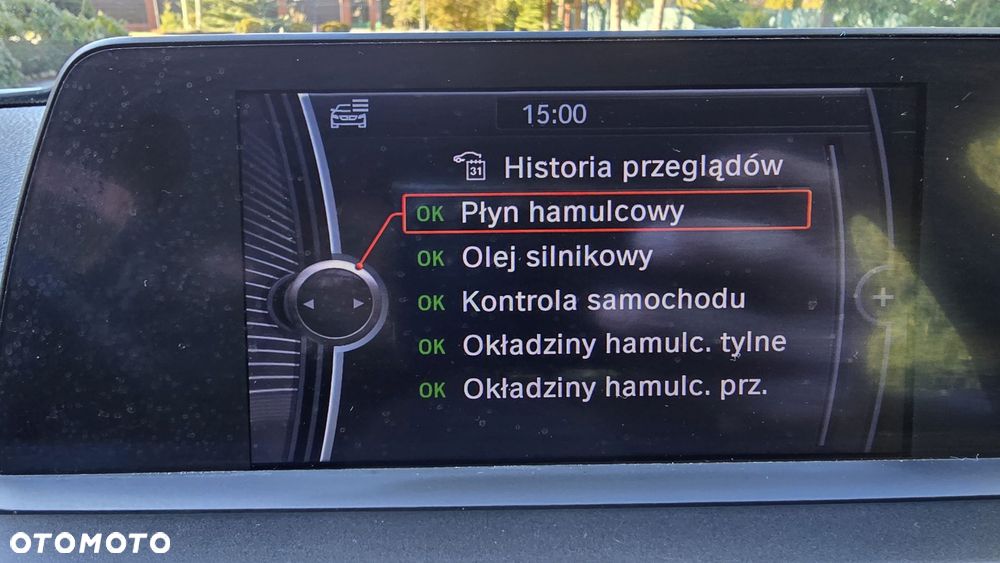 15:00
31 Historia przeglądów
OK Płyn hamulcowy
OK Olej silnikowy
OK Kontrola samochodu
OK Okładziny hamulc. tylne
OK Okładziny hamulc. prz.
OTOMOTO